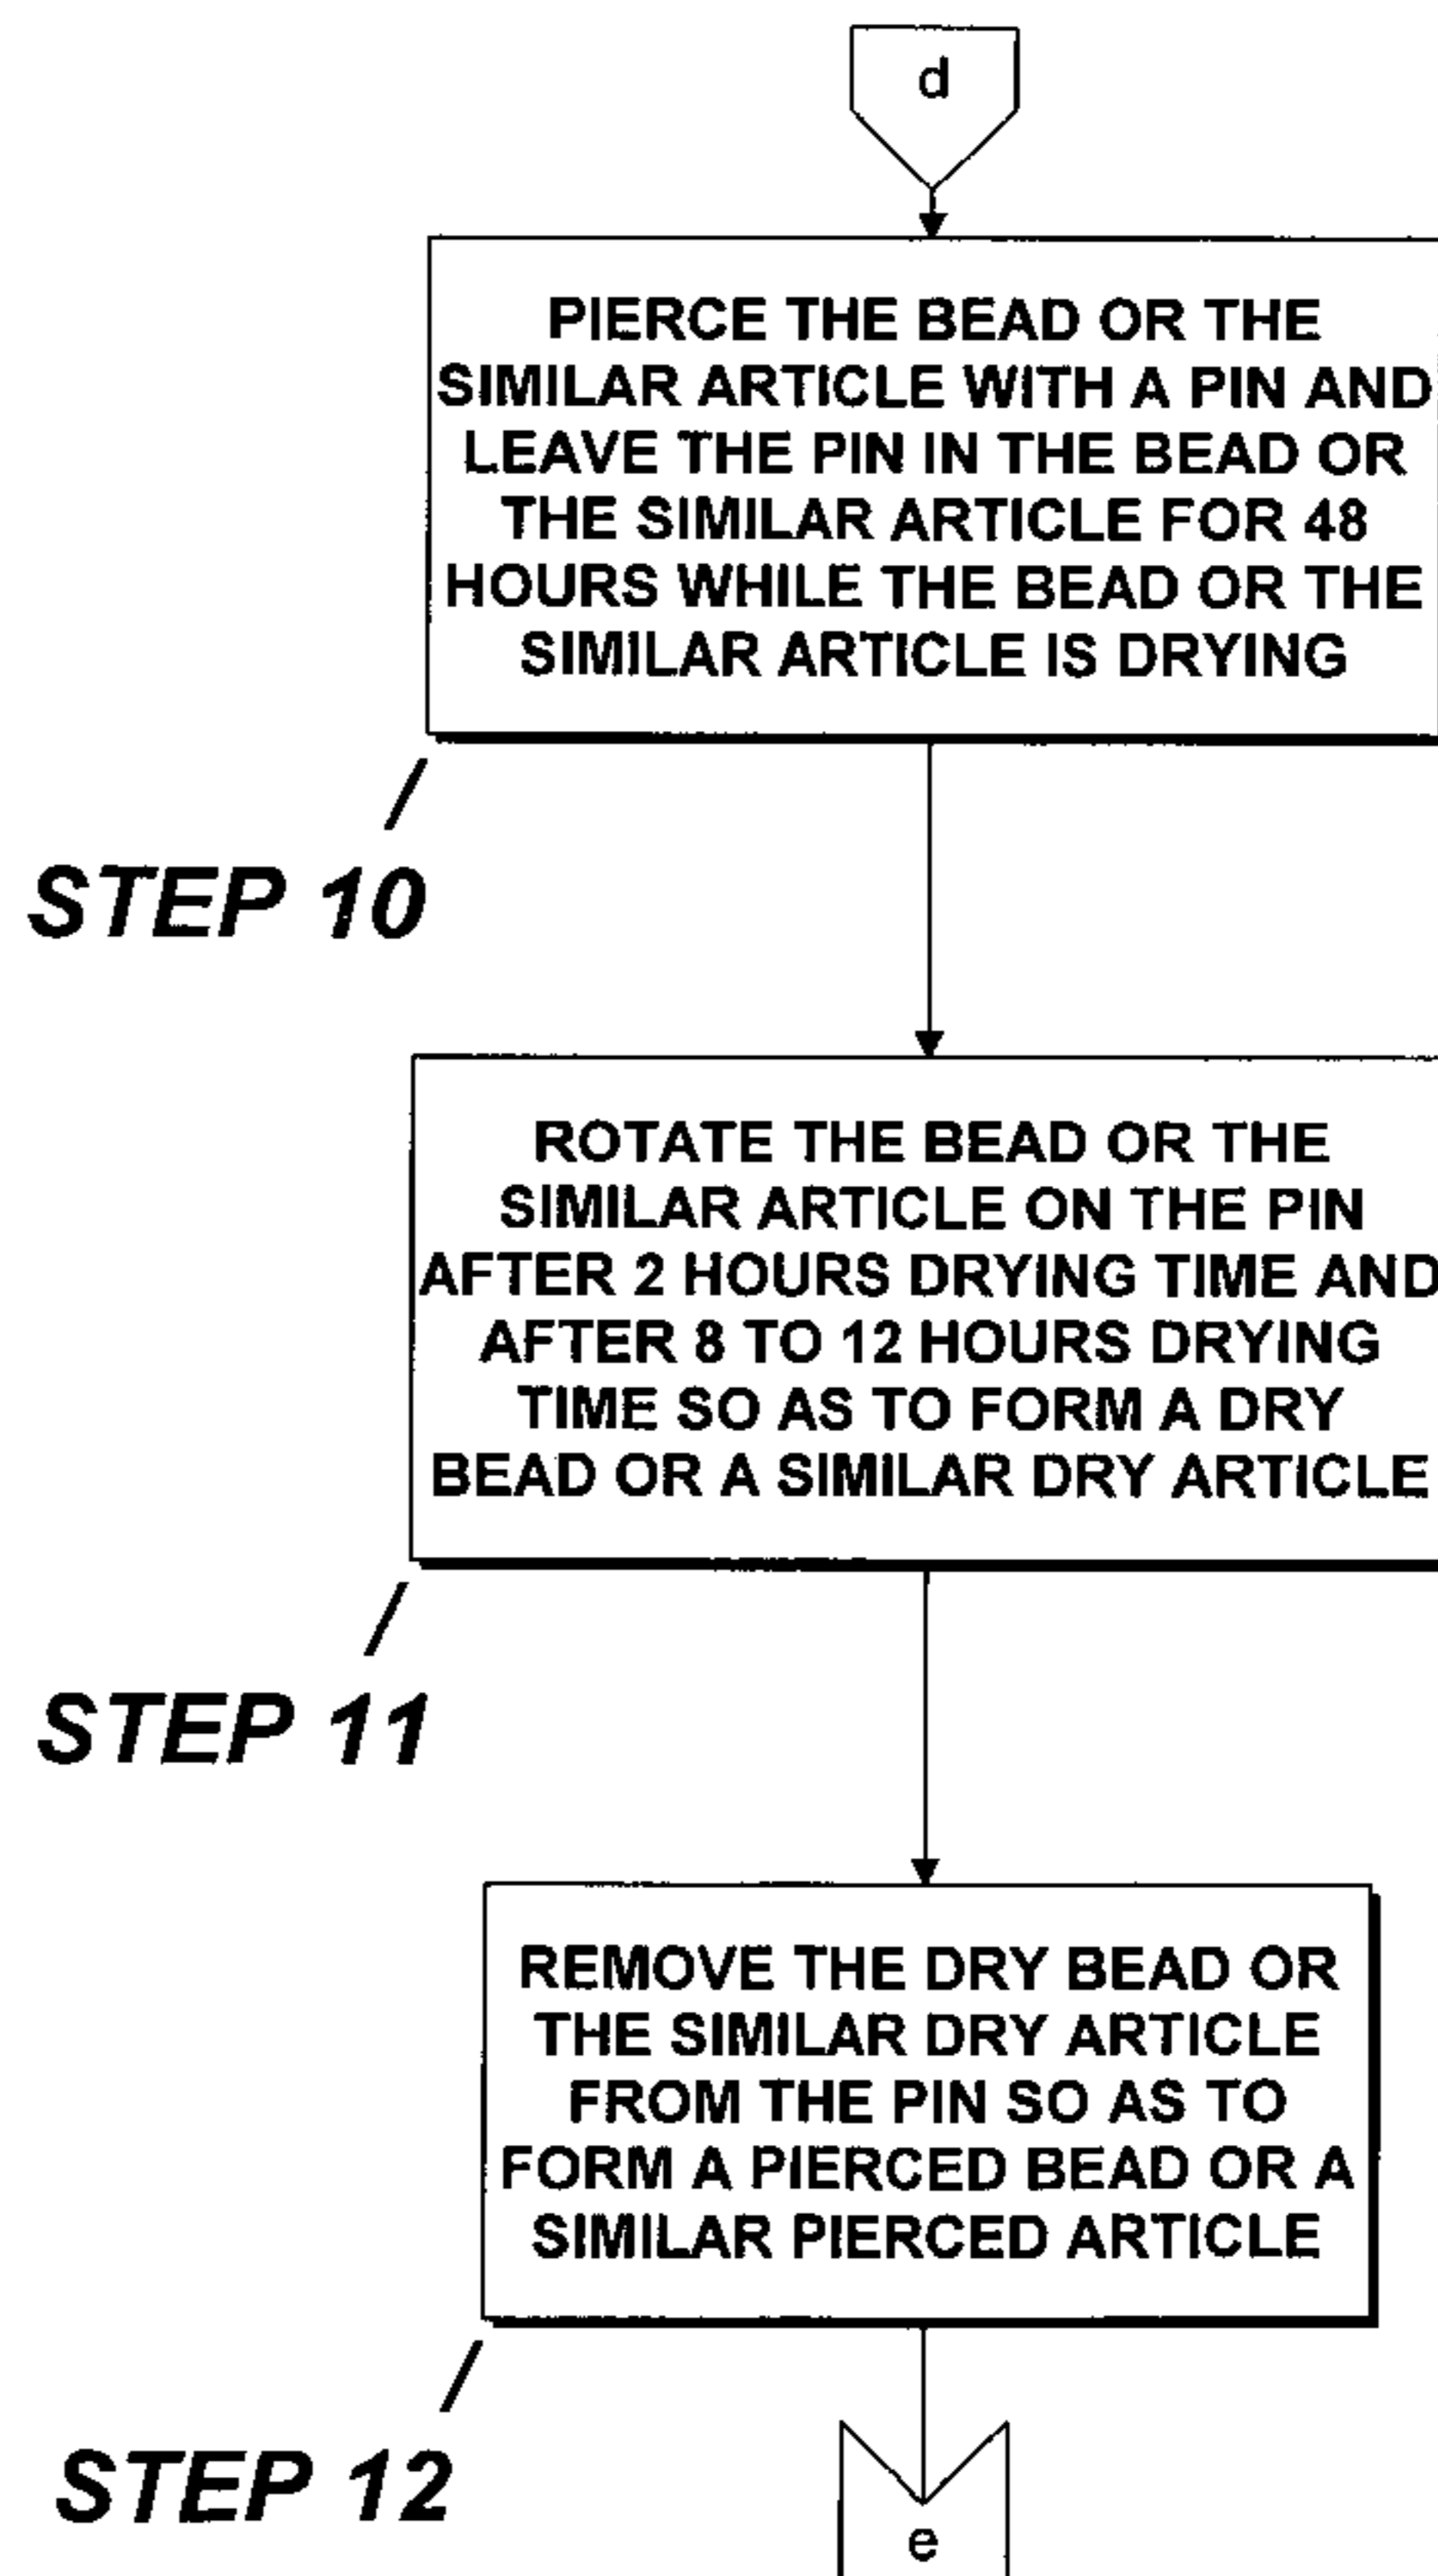 d
PIERCE THE BEAD OR THE
SIMILAR ARTICLE WITH A PIN AND
LEAVE THE PIN IN THE BEAD OR
THE SIMILAR ARTICLE FOR 48
HOURS WHILE THE BEAD OR THE
SIMILAR ARTICLE IS DRYING
STEP 10
ROTATE THE BEAD OR THE
SIMILAR ARTICLE ON THE PIN
AFTER 2 HOURS DRYING TIME AND
AFTER 8 TO 12 HOURS DRYING
TIME SO AS TO FORM A DRY
BEAD OR A SIMILAR DRY ARTICLE
STEP 11
REMOVE THE DRY BEAD OR
THE SIMILAR DRY ARTICLE
FROM THE PIN SO AS TO
FORM A PIERCED BEAD OR A
SIMILAR PIERCED ARTICLE
STEP 12
e